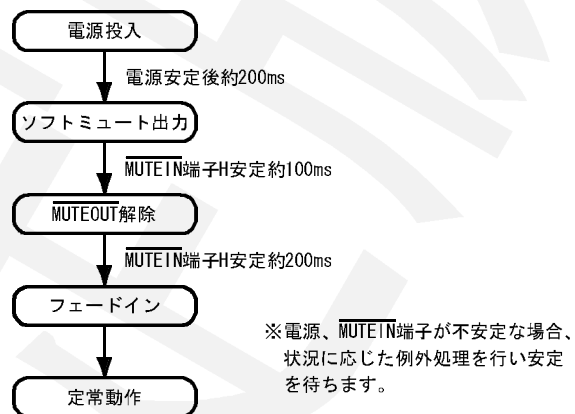 電源投入
電源安定後約200ms
ソフトミュート出力
MUTEIN端子H安定約100ms
MUTEOUT解除
MUTEIN端子H安定約200ms
フェードイン
※電源、MUTEIN端子が不安定な場合、
状況に応じた例外処理を行い安定
を待ちます。
定常動作